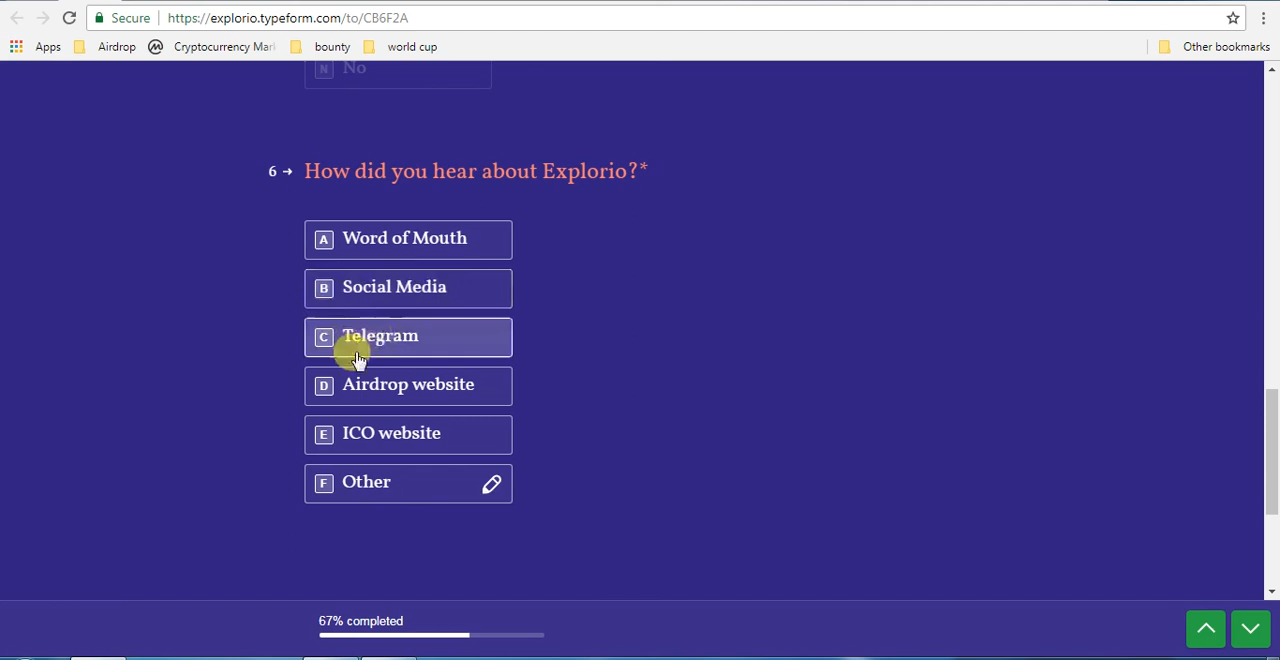 Secure https://explorio.typeform.com/to/CB6F2A
Apps Airdrop Cryptocurrency Mar bounty world cup Other bookmarks
N No
6 → How did you hear about Explorio?*
A Word of Mouth
B Social Media
C Telegram
D Airdrop website
E ICO website
F Other
67% completed